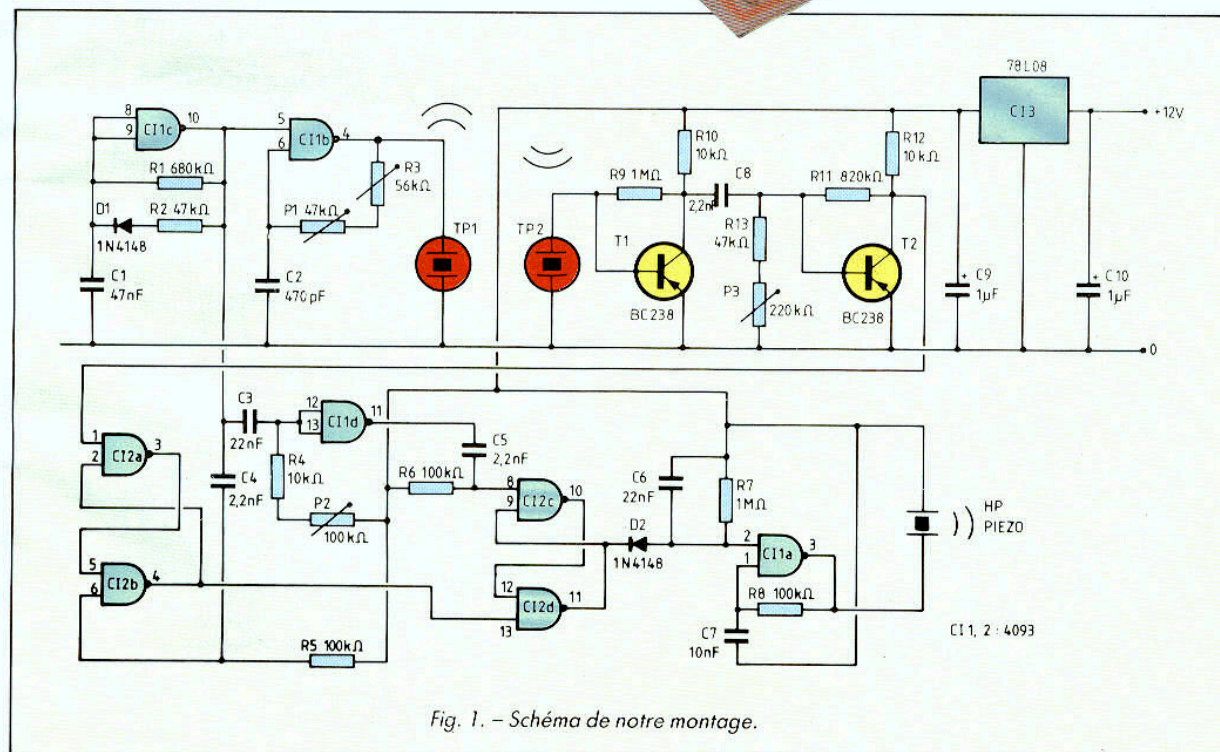 78L08
CI3
+12V
8
9
10
CI1c
5
6
4
CI1b
R1 680kΩ
D1
R2 47kΩ
1N4148
C1
47nF
P1 47kΩ
C2
470pF
R3
56kΩ
TP1
TP2
R9 1MΩ
R10
10kΩ
C8
2,2nF
T1
BC238
R13
47kΩ
P3
220kΩ
R11 820kΩ
R12
10kΩ
T2
BC238
C9
+
1µF
C10
+
1µF
0
1
2
3
CI2a
C3
22nF
12
13
11
CI1d
C4
2,2nF
R4
10kΩ
P2
100kΩ
C5
2,2nF
R6 100kΩ
8
9
10
CI2c
C6
22nF
R7
1MΩ
D2
1N4148
2
1
3
CI1a
HP
PIEZO
5
6
4
CI2b
12
13
11
CI2d
R8 100kΩ
C7
10nF
R5 100kΩ
CI1, 2 : 4093
Fig. 1. – Schéma de notre montage.